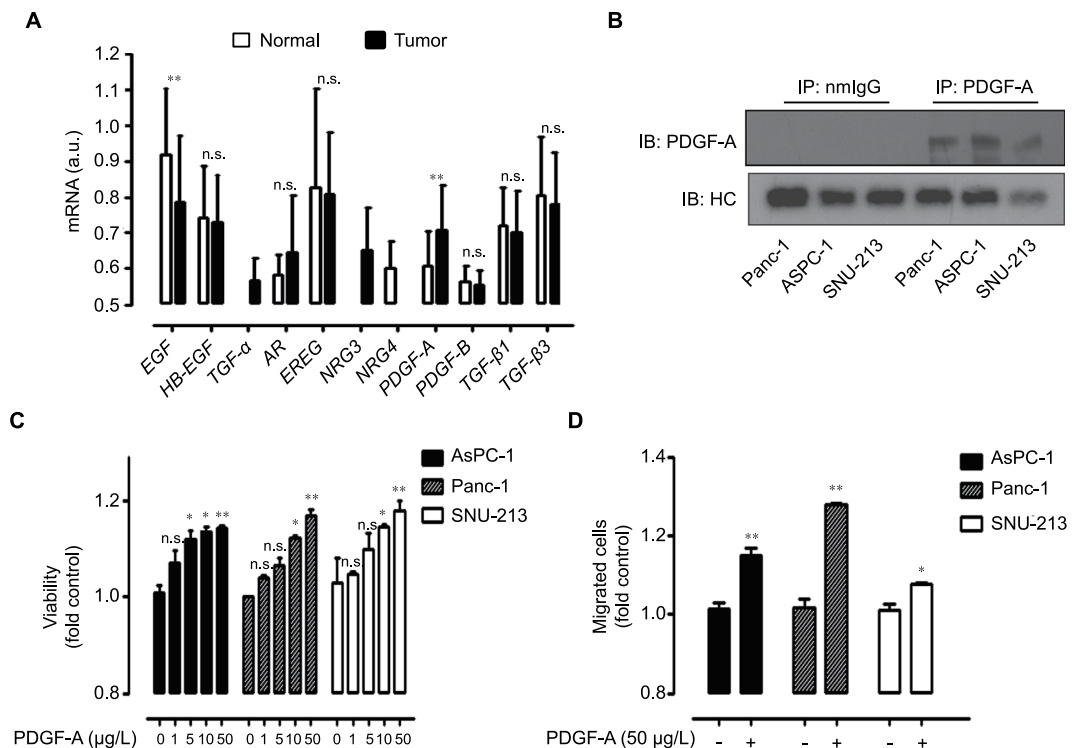 A
Normal Tumor
mRNA (a.u.)
1.2
1.1
1.0
0.9
0.8
0.7
0.6
0.5
** n.s. n.s. n.s. ** n.s. n.s. n.s.
EGF HB-EGF TGF-α AR EREG NRG3 NRG4 PDGF-A PDGF-B TGF-β1 TGF-β3
B
IP: nmIgG IP: PDGF-A
IB: PDGF-A
IB: HC
Panc-1 ASPC-1 SNU-213 Panc-1 ASPC-1 SNU-213
C
AsPC-1
Panc-1
SNU-213
Viability
(fold control)
1.2
1.0
0.8
n.s. * * ** n.s. n.s. * ** n.s n.s * **
PDGF-A (µg/L) 0 1 5 10 50 0 1 5 10 50 0 1 5 10 50
D
AsPC-1
Panc-1
SNU-213
Migrated cells
(fold control)
1.4
1.2
1.0
0.8
** ** *
PDGF-A (50 µg/L) - + - + - +